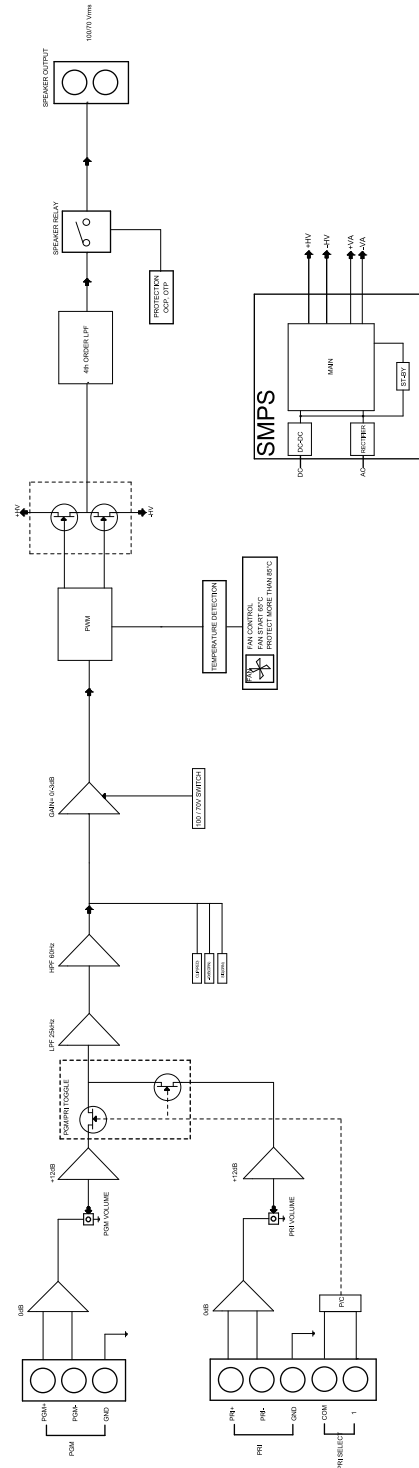 PGM
PGM+
PGM-
GND
0dB
PGM VOLUME
+12dB
PGM/PRI TOGGLE
LPF 25kHz
HPF 60Hz
GAIN= 0/-3dB
100 / 70V SWITCH
PWM
+HV
-HV
4th ORDER LPF
SPEAKER RELAY
SPEAKER OUTPUT
100/70 Vrms
PROTECTION
OCP, OTP
TEMPERATURE DETECTION
FAN
FAN CONTROL
FAN START 65°C
PROTECT MORE THAN 85°C
PRI
PRI+
PRI-
GND
0dB
PRI VOLUME
+12dB
PRI SELECT
COM
1
P/C
SMPS
DC
AC
DC-DC
RECTIFIER
MAIN
ST-BY
+HV
-HV
+VA
-VA